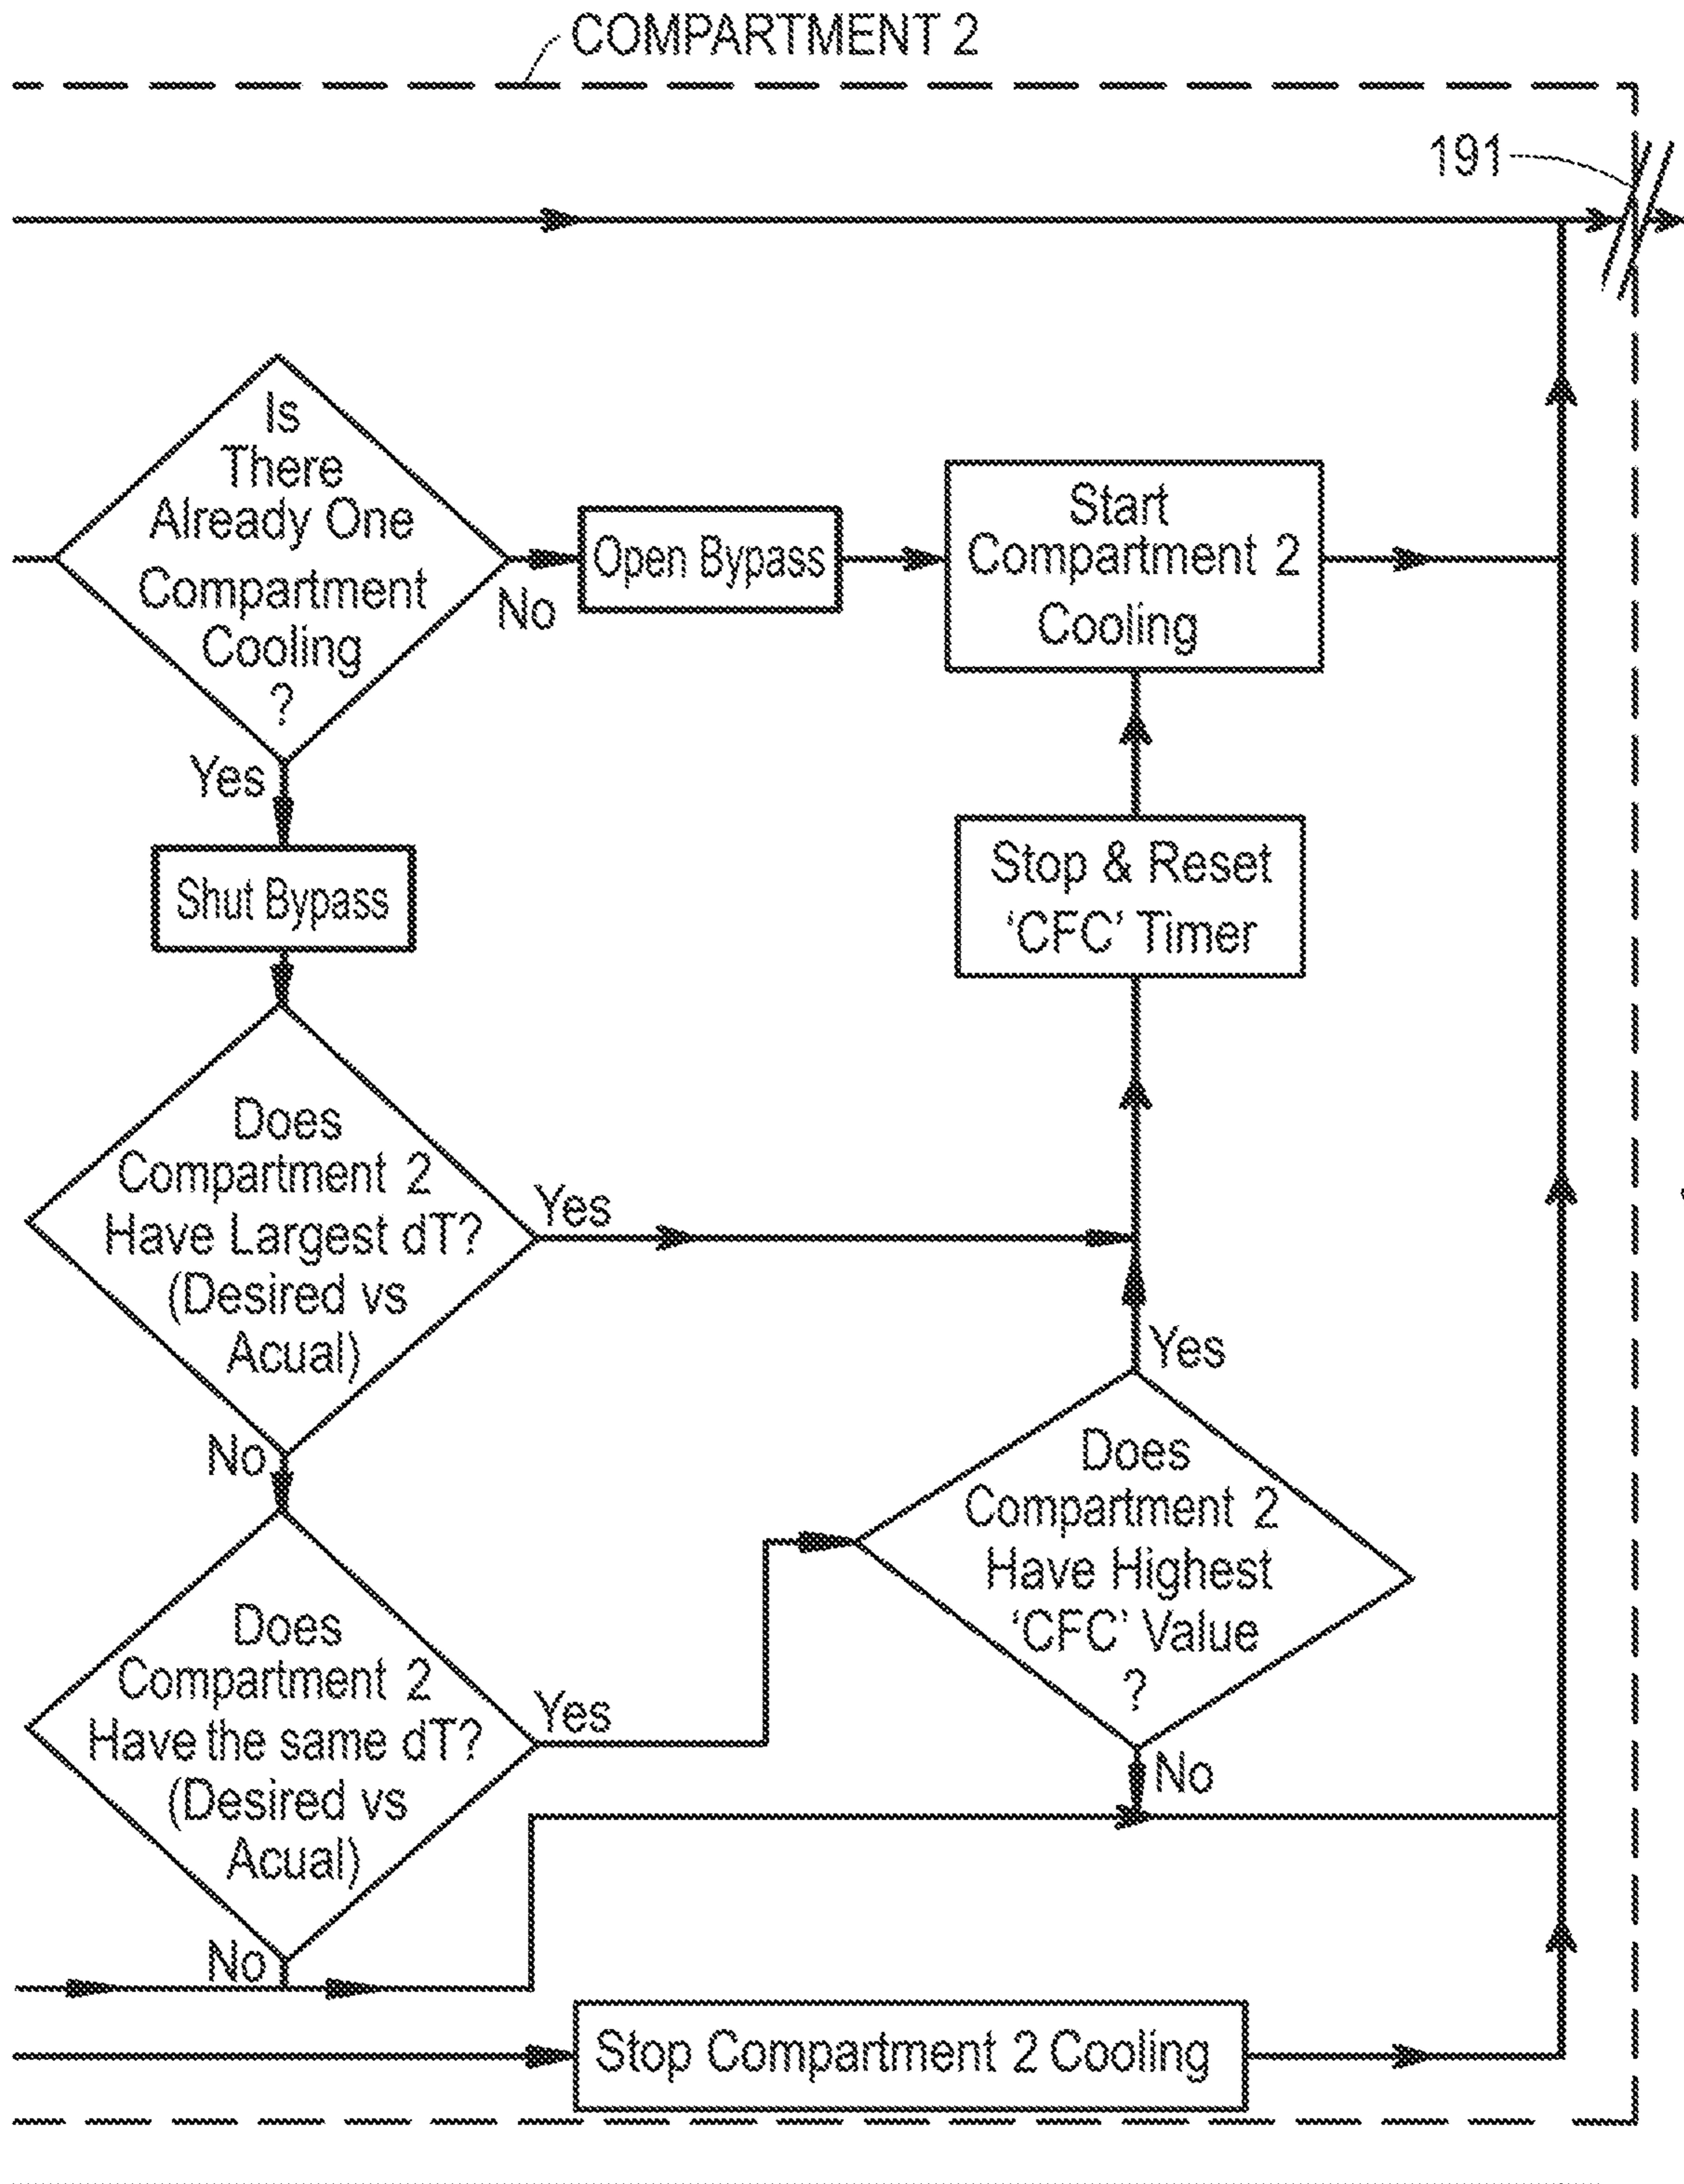 COMPARTMENT 2
191
Is
There
Already One
Compartment
Cooling
?
No
Open Bypass
Start
Compartment 2
Cooling
Yes
Shut Bypass
Stop & Reset
'CFC' Timer
Does
Compartment 2
Have Largest dT?
(Desired vs
Acual)
Yes
No
Does
Compartment 2
Have Highest
'CFC' Value
?
Yes
No
Does
Compartment 2
Have the same dT?
(Desired vs
Acual)
Yes
No
Stop Compartment 2 Cooling